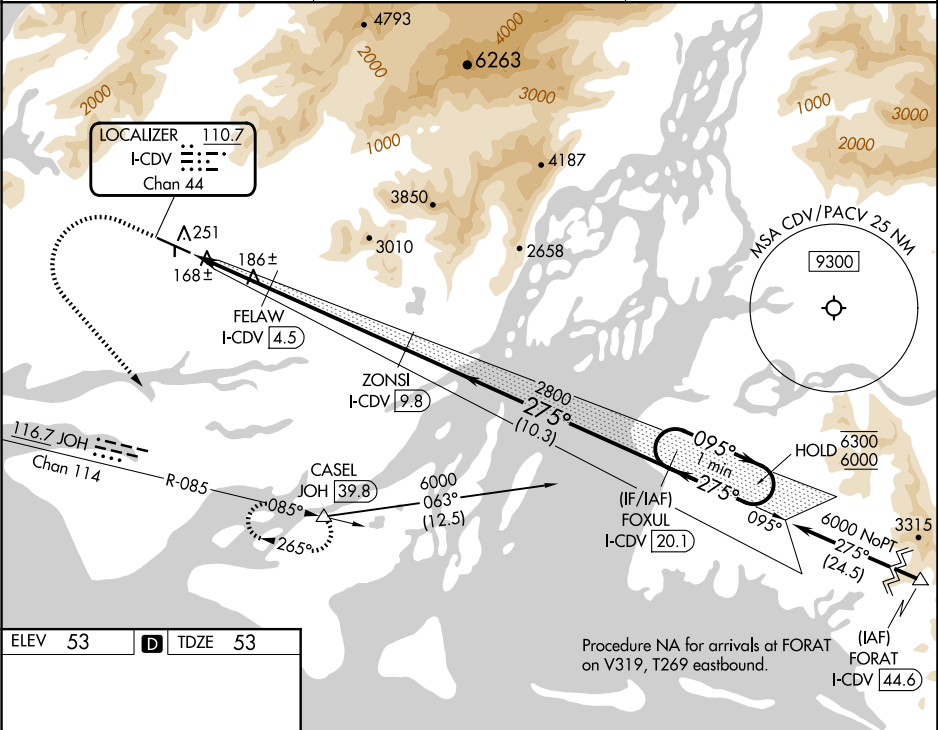 4793
4000
2000
6263
2000
3000
1000
3000
LOCALIZER 110.7
I-CDV
Chan 44
1000
4187
2000
3850
MSA CDV/PACV 25 NM
9300
251
3010
2658
168±
186±
FELAW
I-CDV 4.5
ZONSI
I-CDV 9.8
2800
275°
(10.3)
095°
1 min
275°
HOLD 6300
6000
116.7 JOH
Chan 114
R-085
CASEL
JOH 39.8
085°
265°
6000
063°
(12.5)
(IF/IAF)
FOXUL
I-CDV 20.1
095°
6000 NoPT
275°
(24.5)
3315
(IAF)
FORAT
I-CDV 44.6
Procedure NA for arrivals at FORAT
on V319, T269 eastbound.
ELEV 53 D TDZE 53